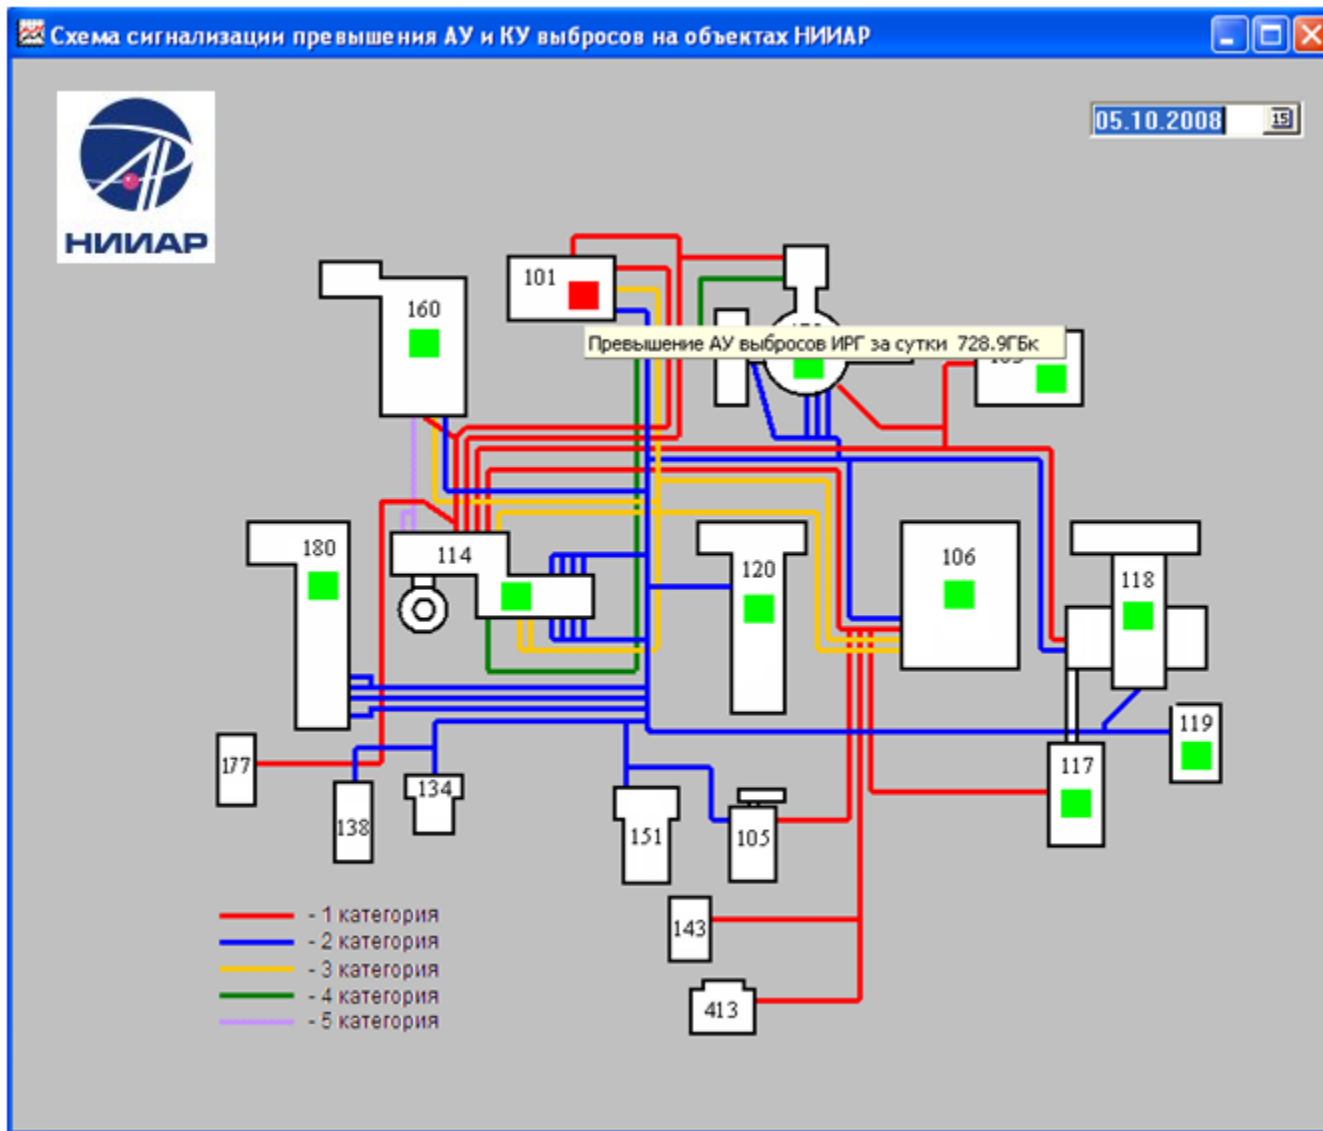 Схема сигнализации превышения АУ и КУ выбросов на объектах НИИАР
05.10.2008
15
НИИАР
101
160
Превышение АУ выбросов ИРГ за сутки 728.9ГБк
180
114
120
106
118
119
177
134
117
138
151
105
143
413
- 1 категория
- 2 категория
- 3 категория
- 4 категория
- 5 категория